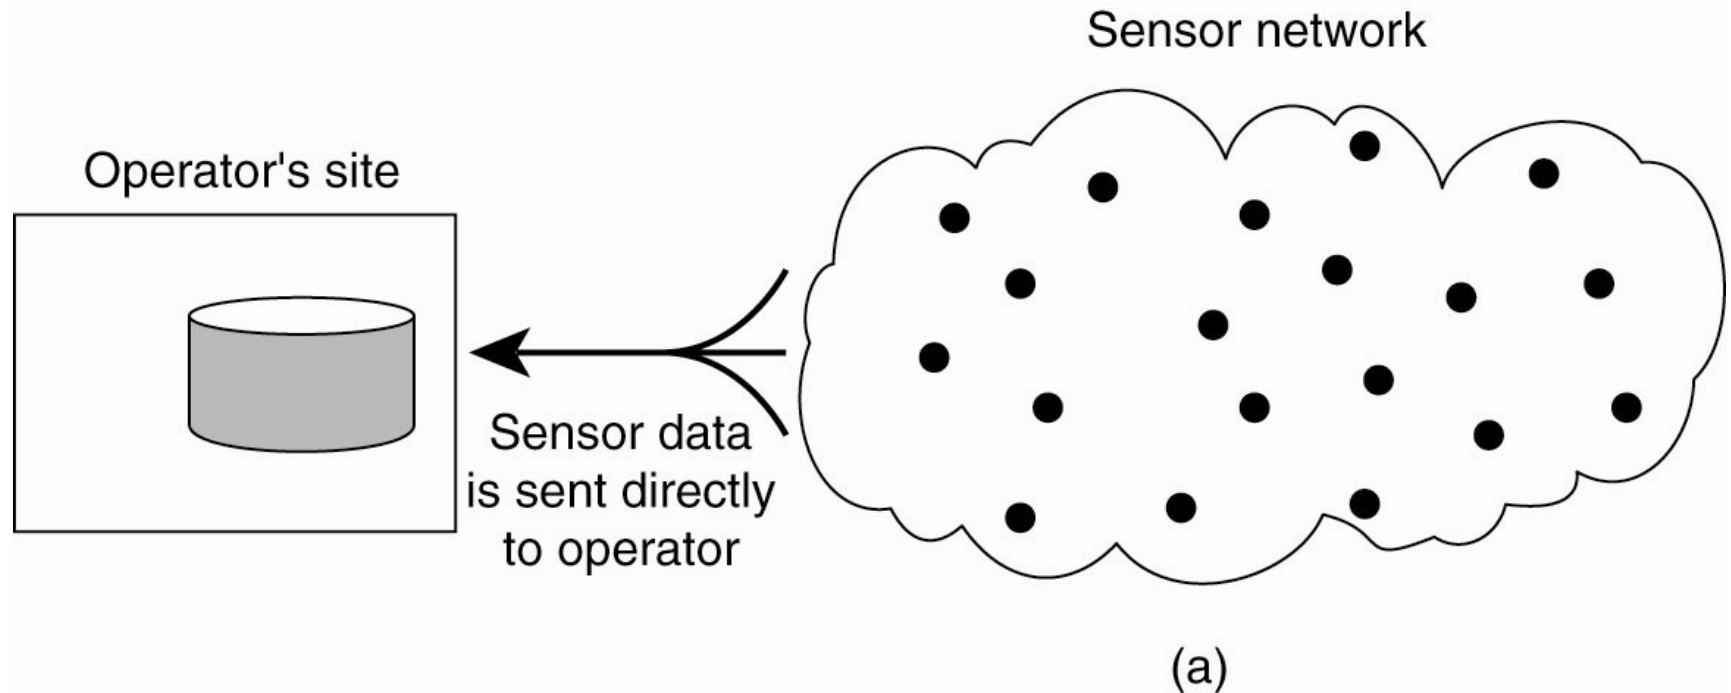 Sensor network
Operator's site
Sensor data
is sent directly
to operator
(a)